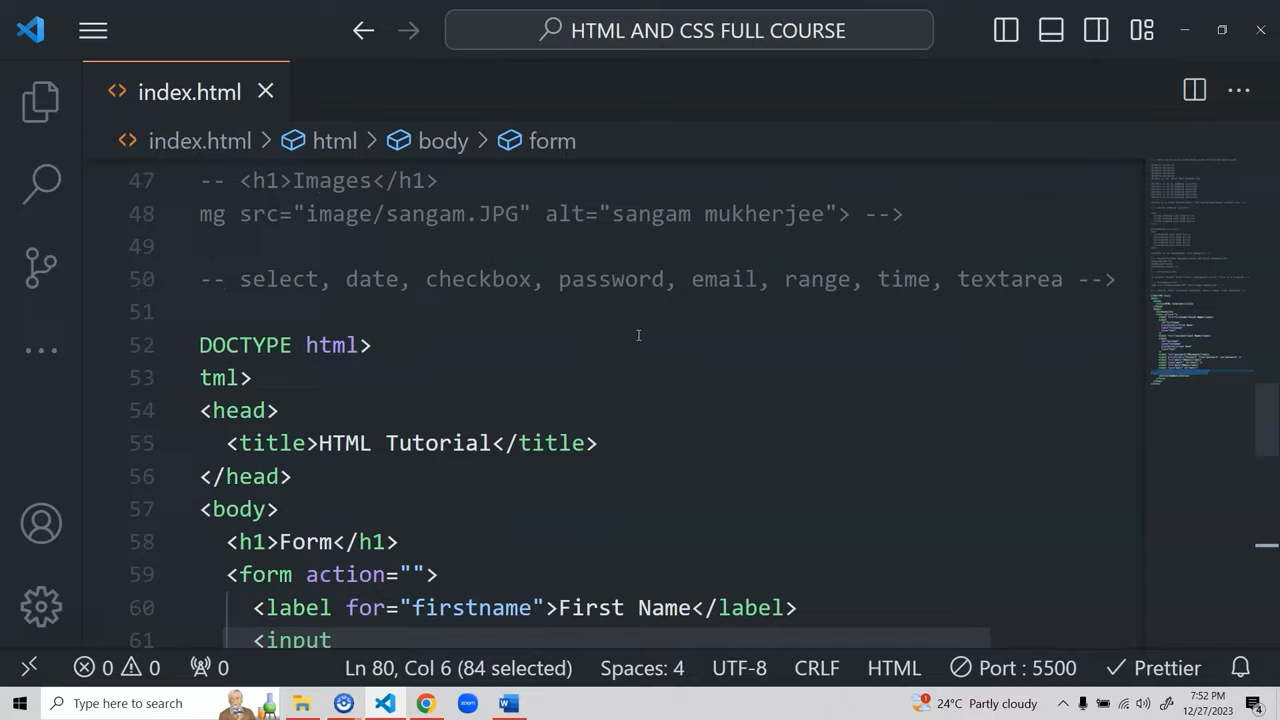 HTML AND CSS FULL COURSE
index.html
index.html > html > body > form
47 -- <h1>Images</h1>
48 mg src="image/sangam.JPG" alt="sangam mukherjee"> -->
49
50 -- select, date, checkbox, password, email, range, time, textarea -->
51
52 DOCTYPE html>
53 tml>
54 <head>
55 <title>HTML Tutorial</title>
56 </head>
57 <body>
58 <h1>Form</h1>
59 <form action="">
60 <label for="firstname">First Name</label>
61 <input
0 0 0 Ln 80, Col 6 (84 selected) Spaces: 4 UTF-8 CRLF HTML Port : 5500 Prettier
Type here to search 1 24°C Partly cloudy 7:52 PM
12/27/2023 4